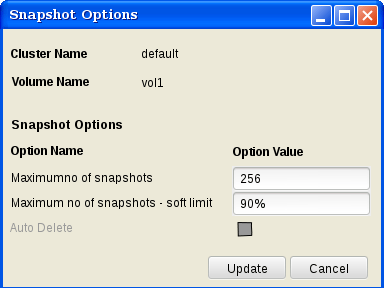 Snapshot Options
Cluster Name default
Volume Name vol1
Snapshot Options
Option Name Option Value
Maximumno of snapshots 256
Maximum no of snapshots - soft limit 90%
Auto Delete
Update Cancel